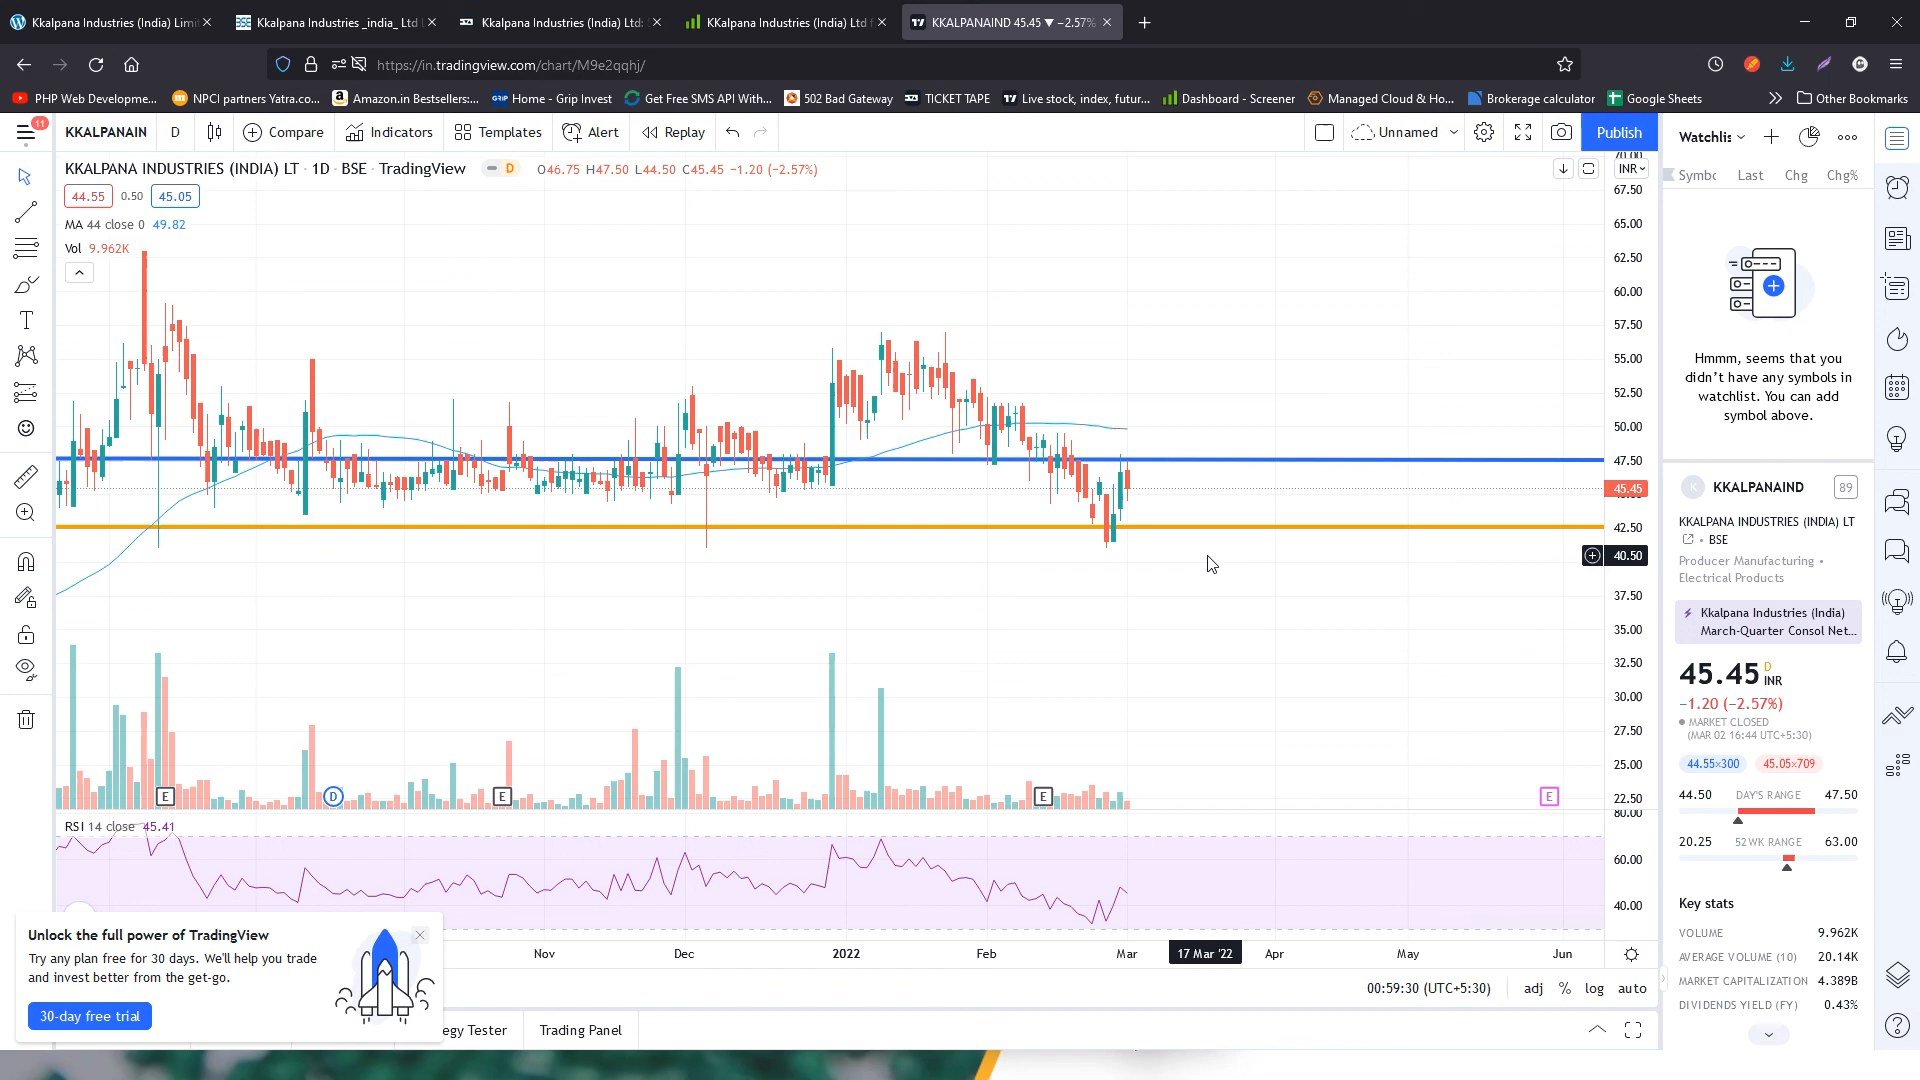 Kkalpana Industries (India) Limi
Kkalpana Industries _india_ Ltd L
Kkalpana Industries (India) Ltd: S
KKalpana Industries (India) Ltd f
KKALPANAIND 45.45 ▼ −2.57%
https://in.tradingview.com/chart/M9e2qqhj/
PHP Web Developme...
NPCI partners Yatra.co...
Amazon.in Bestsellers:...
Home - Grip Invest
Get Free SMS API With...
502 Bad Gateway
TICKET TAPE
Live stock, index, futur...
Dashboard - Screener
Managed Cloud & Ho...
Brokerage calculator
Google Sheets
Other Bookmarks
11
KKALPANAIN
D
Compare
Indicators
Templates
Alert
Replay
Unnamed
Publish
KKALPANA INDUSTRIES (INDIA) LT · 1D · BSE · TradingView
D
O46.75 H47.50 L44.50 C45.45 −1.20 (−2.57%)
44.55
0.50
45.05
MA 44 close 0 49.82
Vol 9.962K
INR
70.00
67.50
65.00
62.50
60.00
57.50
55.00
52.50
50.00
47.50
45.45
42.50
40.50
37.50
35.00
32.50
30.00
27.50
25.00
22.50
E
D
E
E
E
RSI 14 close 45.41
80.00
60.00
40.00
Nov
Dec
2022
Feb
Mar
17 Mar '22
Apr
May
Jun
00:59:30 (UTC+5:30)
adj
%
log
auto
egy Tester
Trading Panel
Unlock the full power of TradingView
Try any plan free for 30 days. We'll help you trade
and invest better from the get-go.
30-day free trial
Watchlis
Symbc
Last
Chg
Chg%
Hmmm, seems that you
didn't have any symbols in
watchlist. You can add
symbol above.
K
KKALPANAIND
89
KKALPANA INDUSTRIES (INDIA) LT
• BSE
Producer Manufacturing •
Electrical Products
Kkalpana Industries (India)
March-Quarter Consol Net...
45.45 D INR
−1.20 (−2.57%)
MARKET CLOSED
(MAR 02 16:44 UTC+5:30)
44.55×300
45.05×709
44.50 DAY'S RANGE 47.50
20.25 52WK RANGE 63.00
Key stats
VOLUME 9.962K
AVERAGE VOLUME (10) 20.14K
MARKET CAPITALIZATION 4.389B
DIVIDENDS YIELD (FY) 0.43%